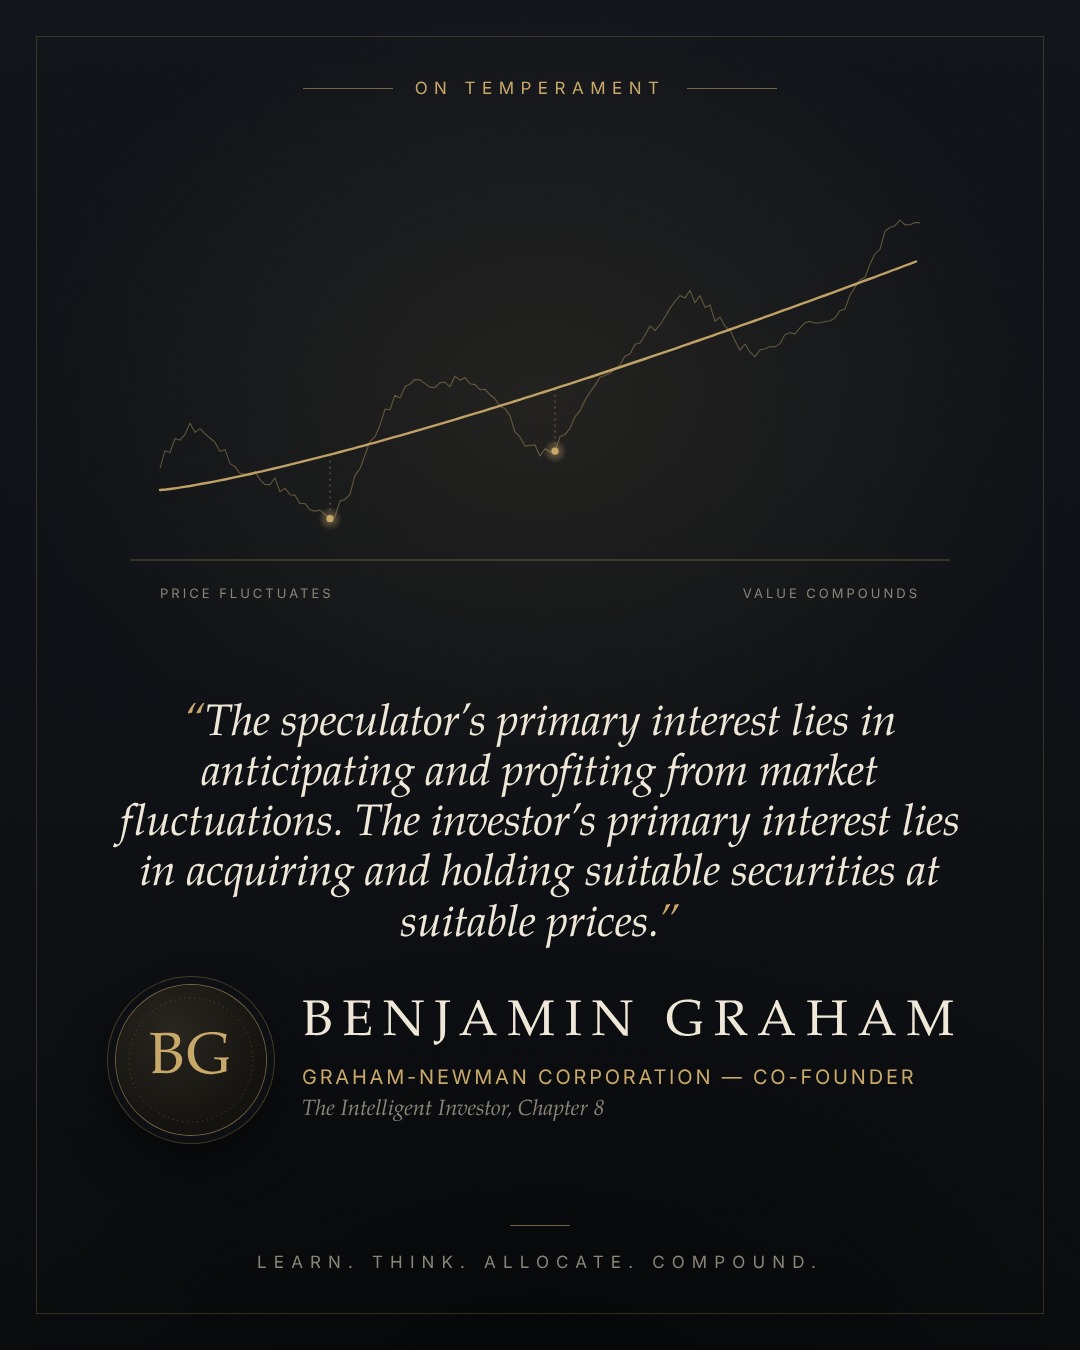 ON TEMPERAMENT
PRICE FLUCTUATES
VALUE COMPOUNDS
“The speculator’s primary interest lies in
anticipating and profiting from market
fluctuations. The investor’s primary interest lies
in acquiring and holding suitable securities at
suitable prices.”
BG
BENJAMIN GRAHAM
GRAHAM-NEWMAN CORPORATION — CO-FOUNDER
The Intelligent Investor, Chapter 8
LEARN. THINK. ALLOCATE. COMPOUND.